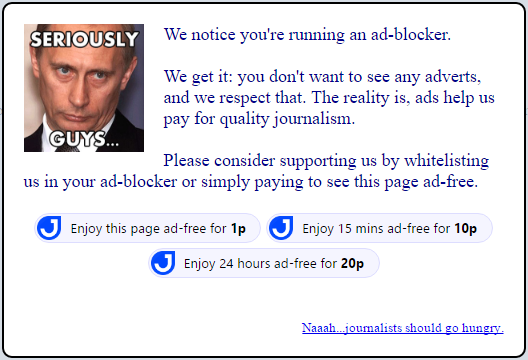 SERIOUSLY
GUYS...
We notice you're running an ad-blocker.
We get it: you don't want to see any adverts,
and we respect that. The reality is, ads help us
pay for quality journalism.
Please consider supporting us by whitelisting
us in your ad-blocker or simply paying to see this page ad-free.
Enjoy this page ad-free for 1p
Enjoy 15 mins ad-free for 10p
Enjoy 24 hours ad-free for 20p
Naaah...journalists should go hungry.